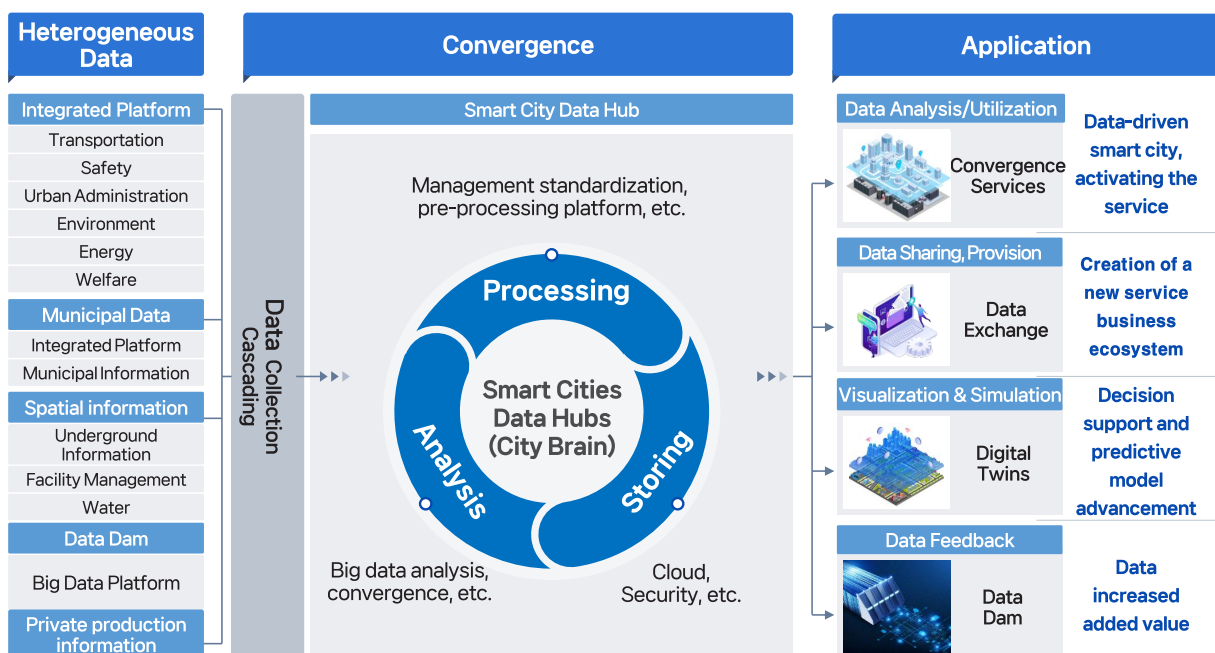 Heterogeneous
Data
Convergence
Application
Integrated Platform
Transportation
Safety
Urban Administration
Environment
Energy
Welfare
Municipal Data
Integrated Platform
Municipal Information
Spatial information
Underground
Information
Facility Management
Water
Data Dam
Big Data Platform
Private production
information
Data Collection
Cascading
Smart City Data Hub
Management standardization,
pre-processing platform, etc.
Processing
Smart Cities
Data Hubs
(City Brain)
Analysis
Storing
Big data analysis,
convergence, etc.
Cloud,
Security, etc.
Data Analysis/Utilization
Convergence
Services
Data-driven
smart city,
activating the
service
Data Sharing, Provision
Data
Exchange
Creation of a
new service
business
ecosystem
Visualization & Simulation
Digital
Twins
Decision
support and
predictive
model
advancement
Data Feedback
Data
Dam
Data
increased
added value